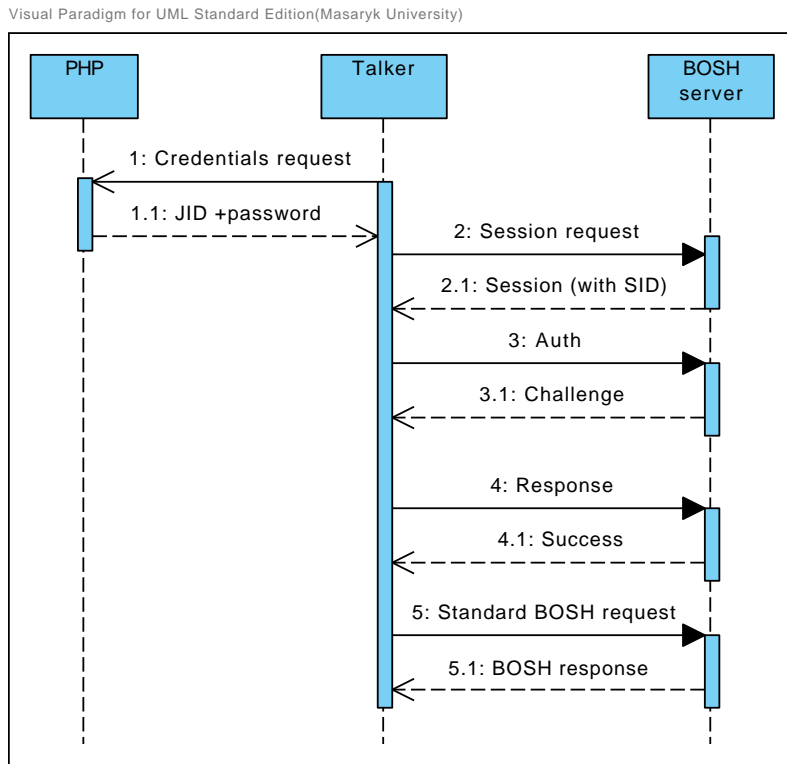 Visual Paradigm for UML Standard Edition(Masaryk University)
PHP
Talker
BOSH
server
1: Credentials request
1.1: JID +password
2: Session request
2.1: Session (with SID)
3: Auth
3.1: Challenge
4: Response
4.1: Success
5: Standard BOSH request
5.1: BOSH response